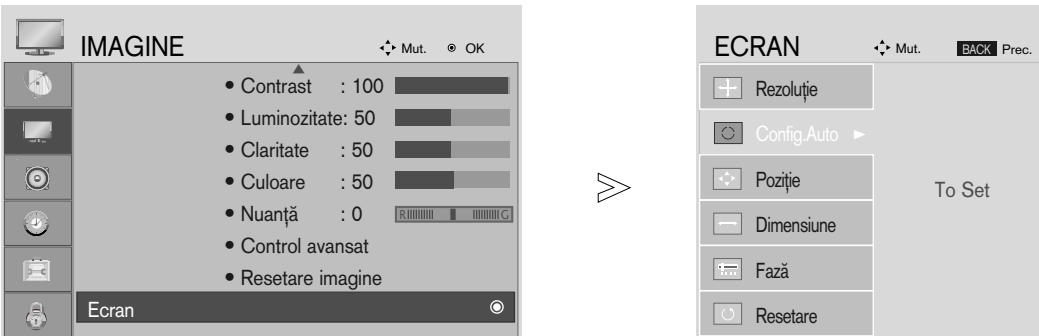 IMAGINE Mut. OK
• Contrast : 100
• Luminozitate: 50
• Claritate : 50
• Culoare : 50
• Nuanță : 0 R G
• Control avansat
• Resetare imagine
Ecran
ECRAN Mut. BACK Prec.
Rezoluție
Config.Auto ►
Poziție
Dimensiune
Fază
Resetare
To Set